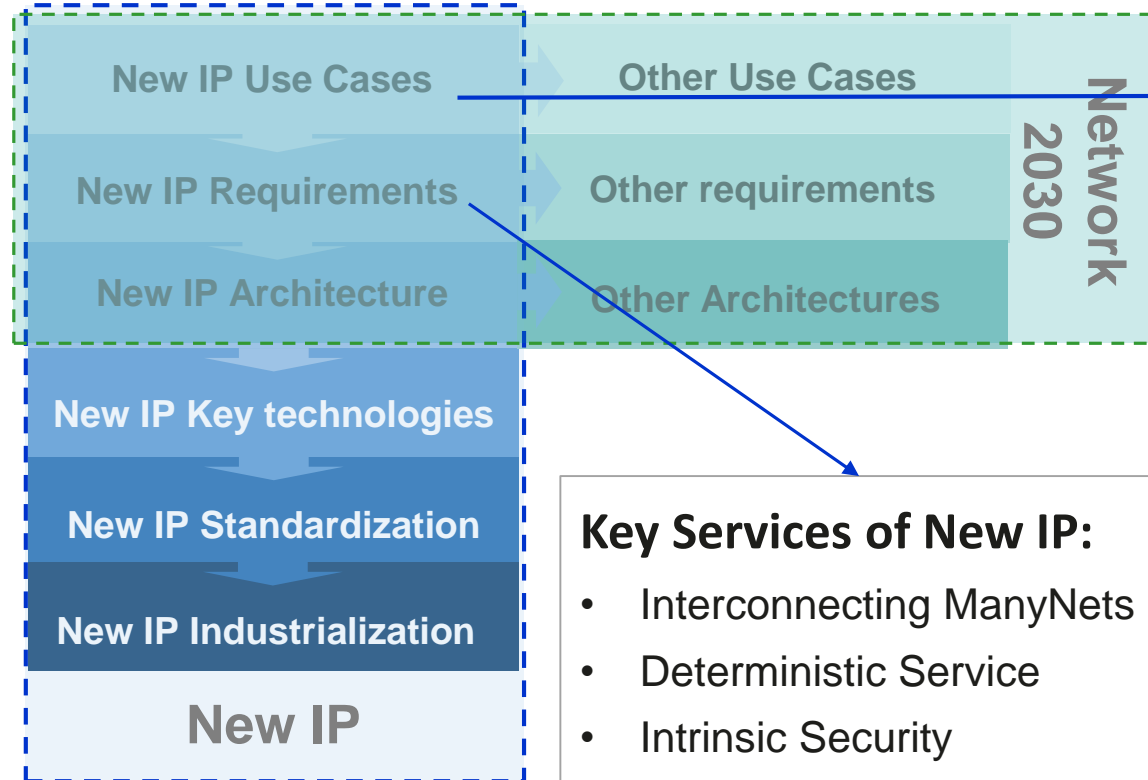 New IP Use Cases
Other Use Cases
New IP Requirements
Other requirements
New IP Architecture
Other Architectures
Network
2030
New IP Key technologies
New IP Standardization
New IP Industrialization
New IP
Key Services of New IP:
• Interconnecting ManyNets
• Deterministic Service
• Intrinsic Security